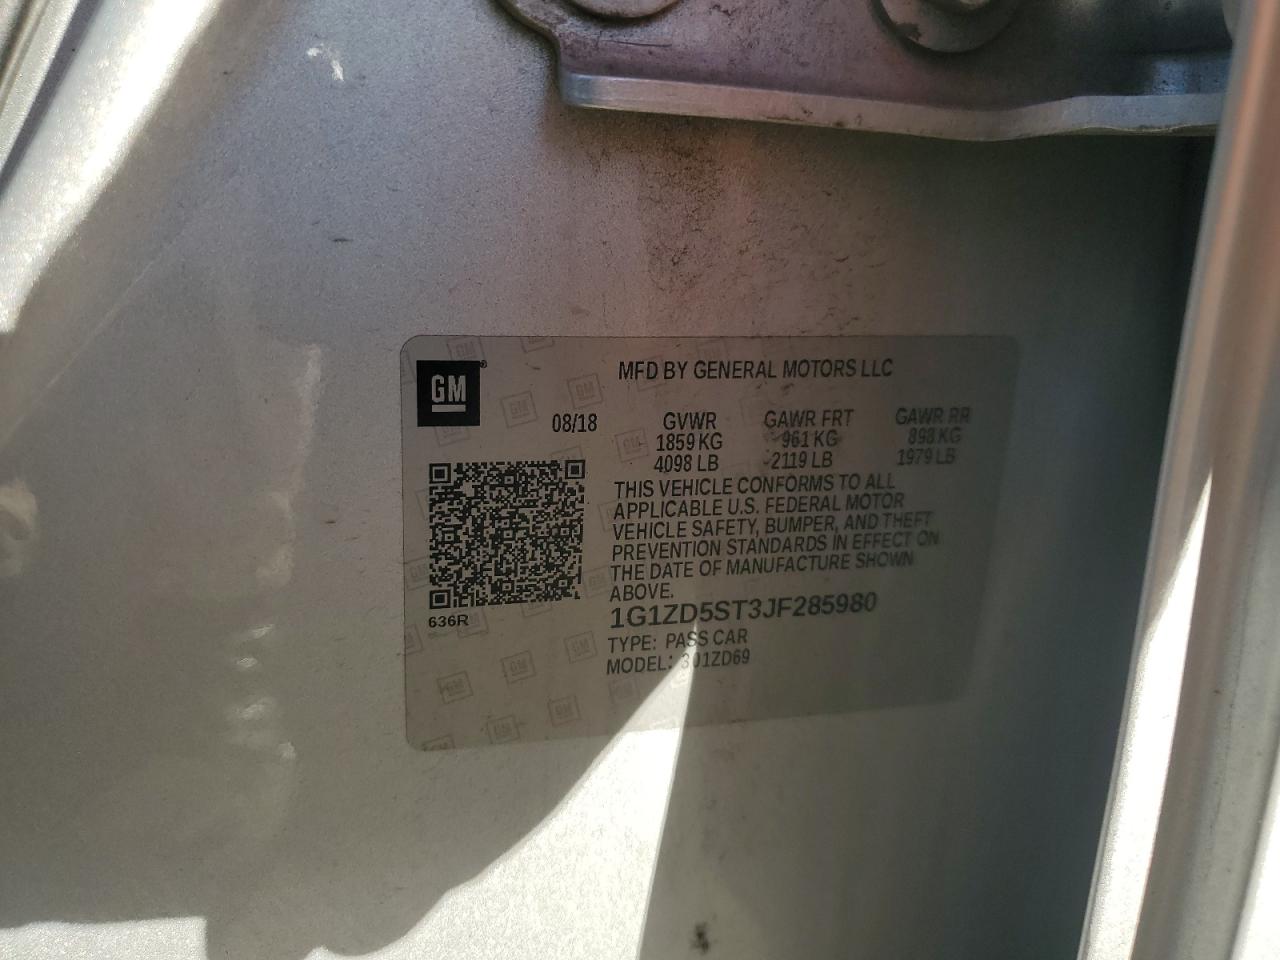 GM
MFD BY GENERAL MOTORS LLC
08/18 GVWR GAWR FRT GAWR RR
1859 KG 961 KG 898 KG
4098 LB 2119 LB 1979 LB
THIS VEHICLE CONFORMS TO ALL
APPLICABLE U.S. FEDERAL MOTOR
VEHICLE SAFETY, BUMPER, AND THEFT
PREVENTION STANDARDS IN EFFECT ON
THE DATE OF MANUFACTURE SHOWN
ABOVE.
636R
1G1ZD5ST3JF285980
TYPE: PASS CAR
MODEL: 301ZD69